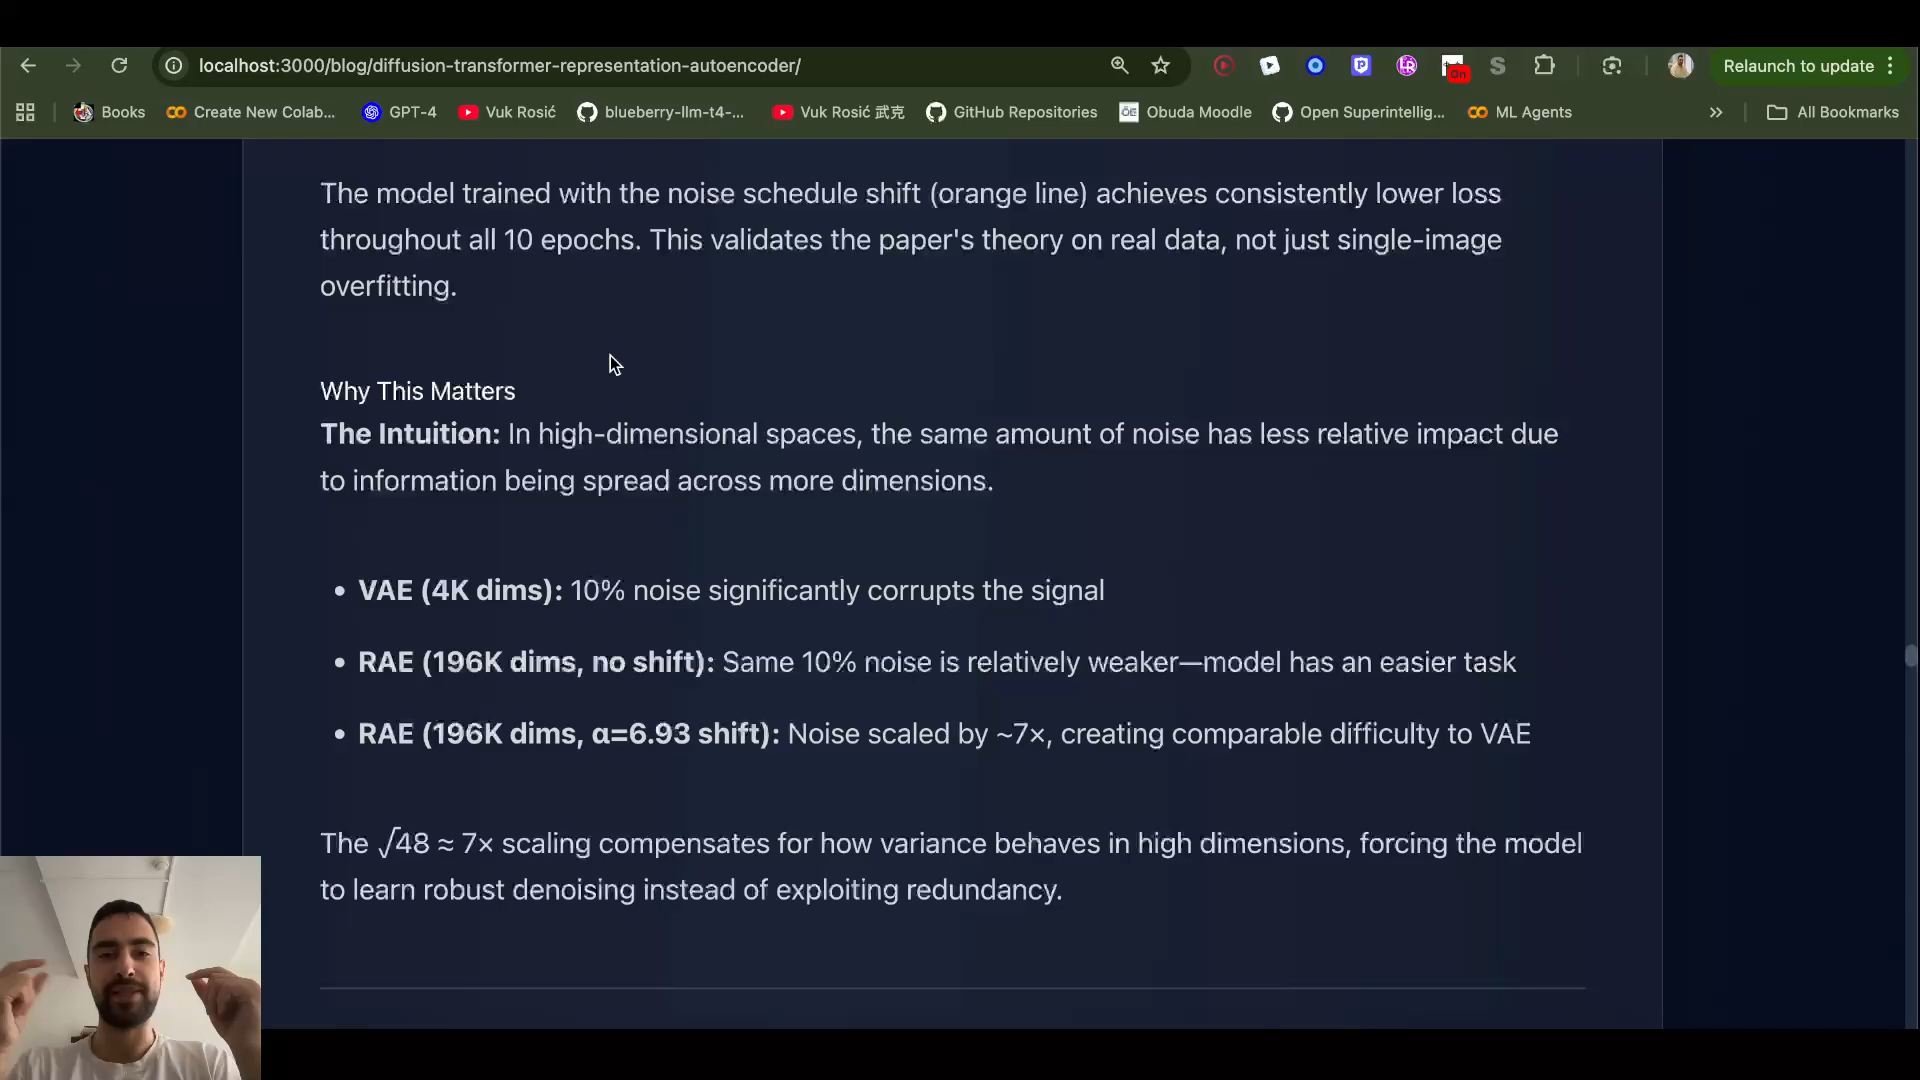 localhost:3000/blog/diffusion-transformer-representation-autoencoder/
Relaunch to update
Books
Create New Colab...
GPT-4
Vuk Rosić
blueberry-llm-t4-...
Vuk Rosić 武克
GitHub Repositories
Obuda Moodle
Open Superintellig...
ML Agents
All Bookmarks
On
The model trained with the noise schedule shift (orange line) achieves consistently lower loss
throughout all 10 epochs. This validates the paper's theory on real data, not just single-image
overfitting.
Why This Matters
The Intuition: In high-dimensional spaces, the same amount of noise has less relative impact due
to information being spread across more dimensions.
• VAE (4K dims): 10% noise significantly corrupts the signal
• RAE (196K dims, no shift): Same 10% noise is relatively weaker—model has an easier task
• RAE (196K dims, α=6.93 shift): Noise scaled by ~7×, creating comparable difficulty to VAE
The √48 ≈ 7× scaling compensates for how variance behaves in high dimensions, forcing the model
to learn robust denoising instead of exploiting redundancy.